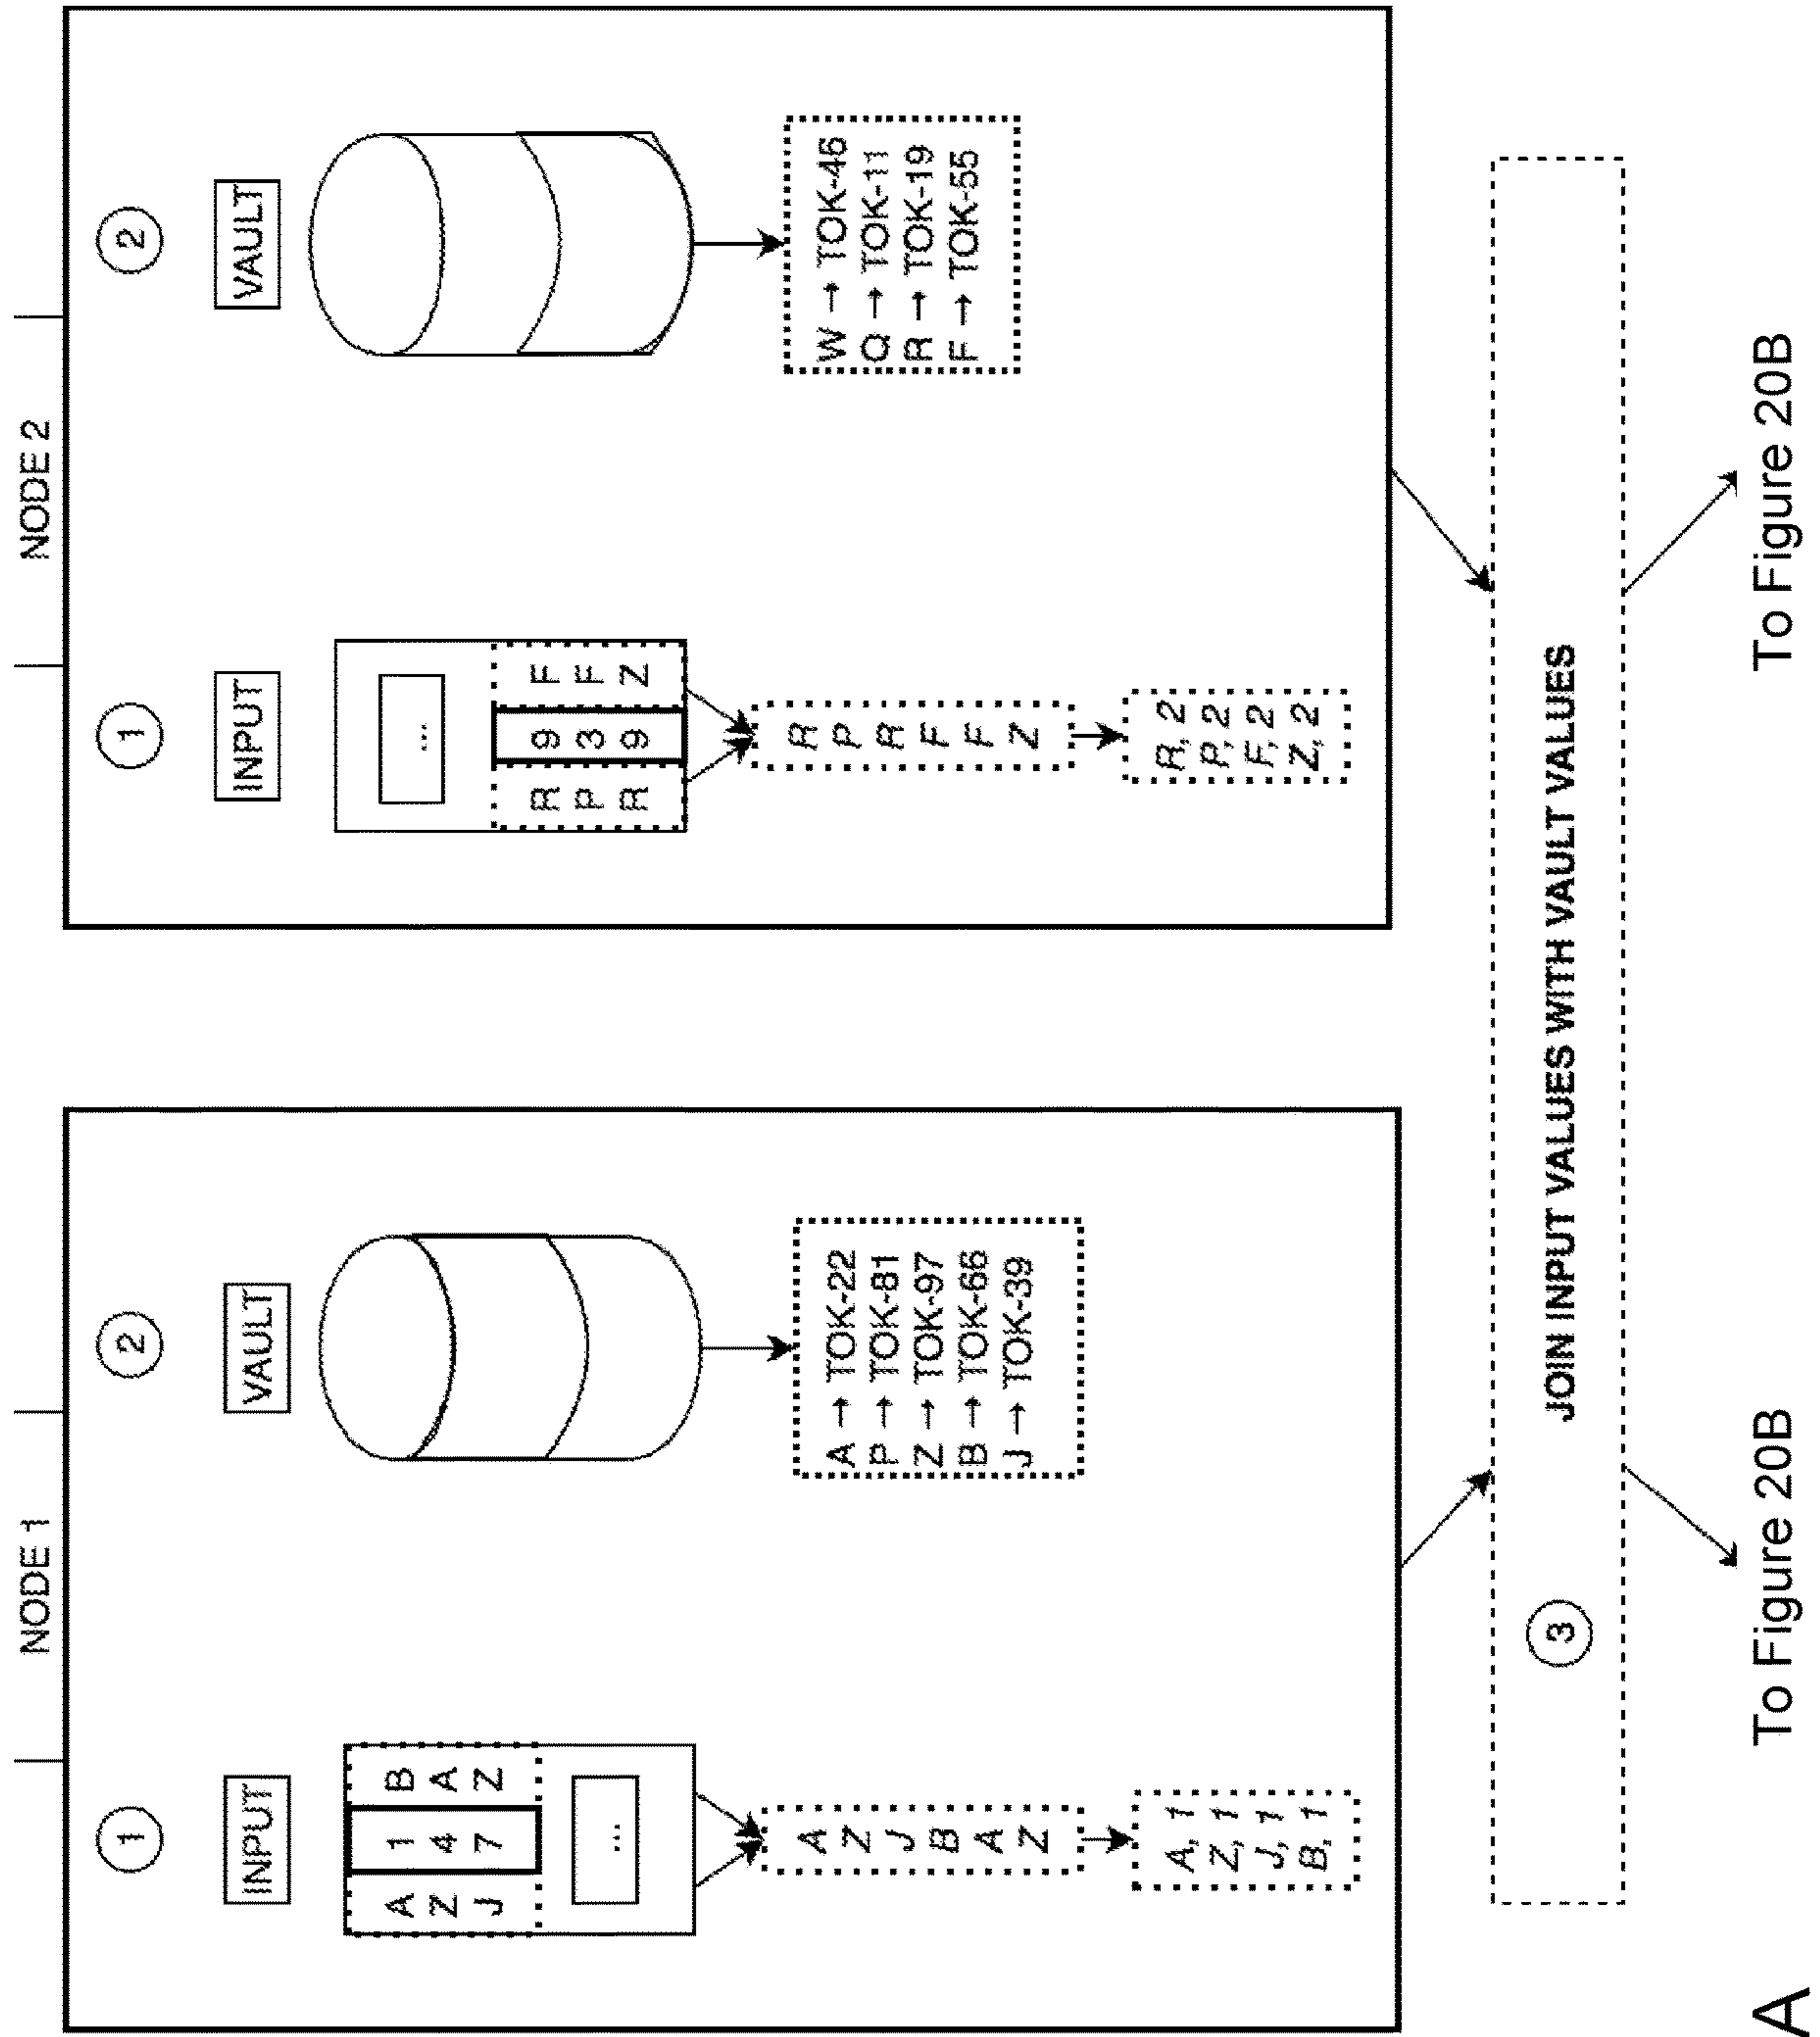 NODE 1
1
INPUT
A 1 B
Z 4 A
J 7 Z
...
A
Z
J
B
A
Z
A, 1
Z, 1
J, 1
B, 1
2
VAULT
A → TOK-22
P → TOK-81
Z → TOK-97
B → TOK-66
J → TOK-39
NODE 2
1
INPUT
...
R 9 F
P 3 F
R 9 Z
R
P
R
F
F
Z
R, 2
P, 2
F, 2
Z, 2
2
VAULT
W → TOK-46
Q → TOK-11
R → TOK-19
F → TOK-55
3
JOIN INPUT VALUES WITH VAULT VALUES
To Figure 20B
To Figure 20B
A